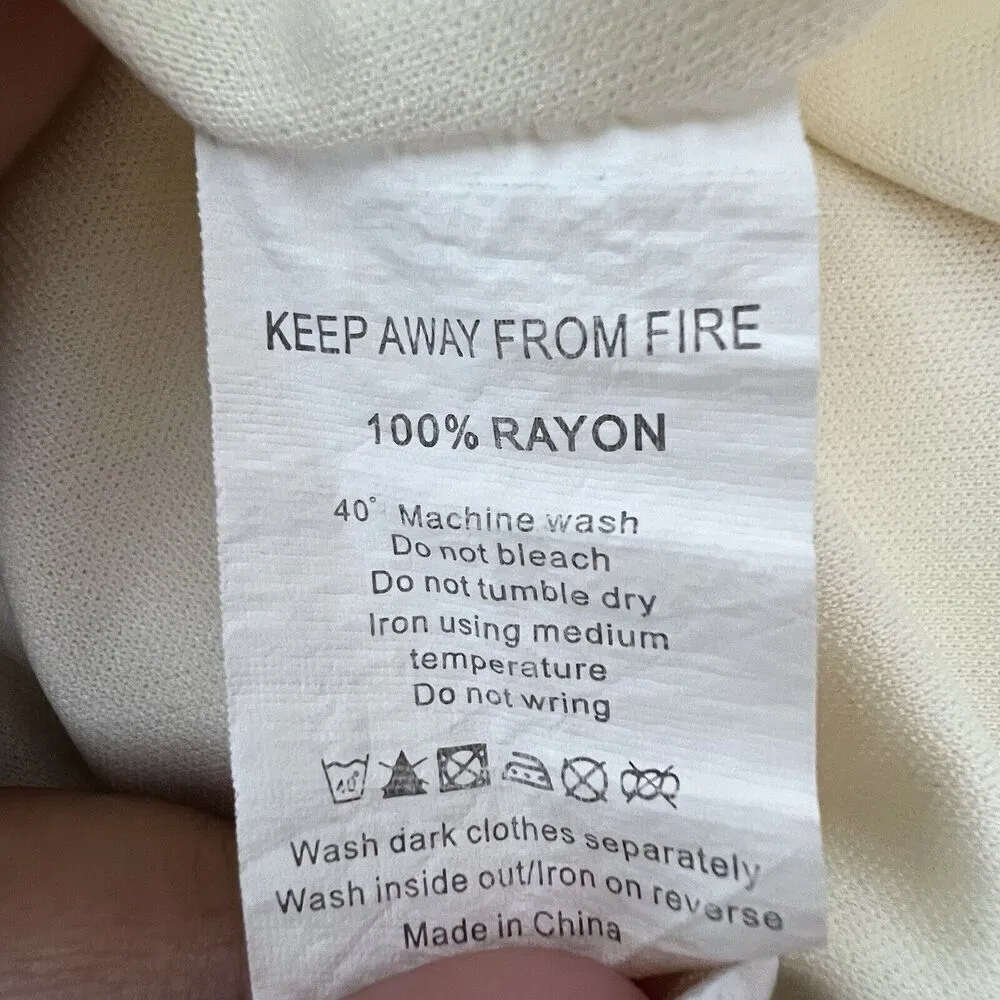 KEEP AWAY FROM FIRE
100% RAYON
40° Machine wash
Do not bleach
Do not tumble dry
Iron using medium
temperature
Do not wring
40°
Wash dark clothes separately
Wash inside out/Iron on reverse
Made in China